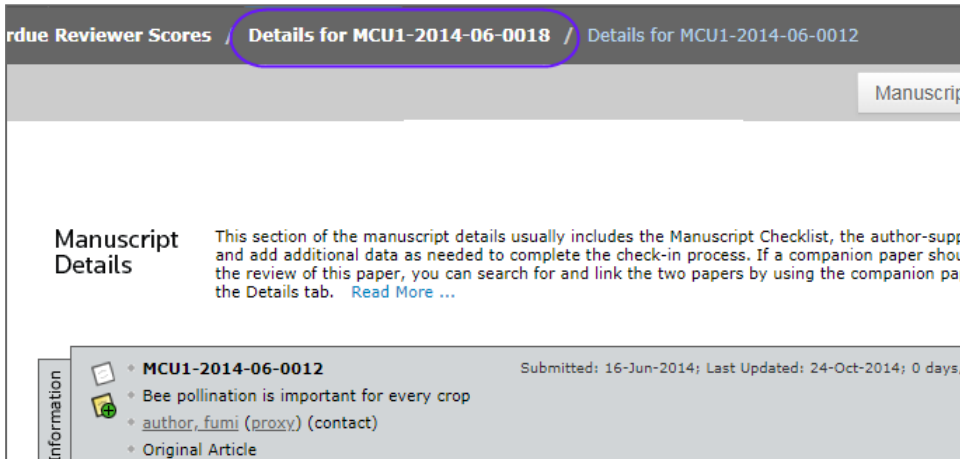 rdue Reviewer Scores / Details for MCU1-2014-06-0018 / Details for MCU1-2014-06-0012
Manuscrip
Manuscript Details
This section of the manuscript details usually includes the Manuscript Checklist, the author-supp
and add additional data as needed to complete the check-in process. If a companion paper shou
the review of this paper, you can search for and link the two papers by using the companion pa
the Details tab. Read More ...
Information
MCU1-2014-06-0012 Submitted: 16-Jun-2014; Last Updated: 24-Oct-2014; 0 days,
Bee pollination is important for every crop
author, fumi (proxy) (contact)
Original Article